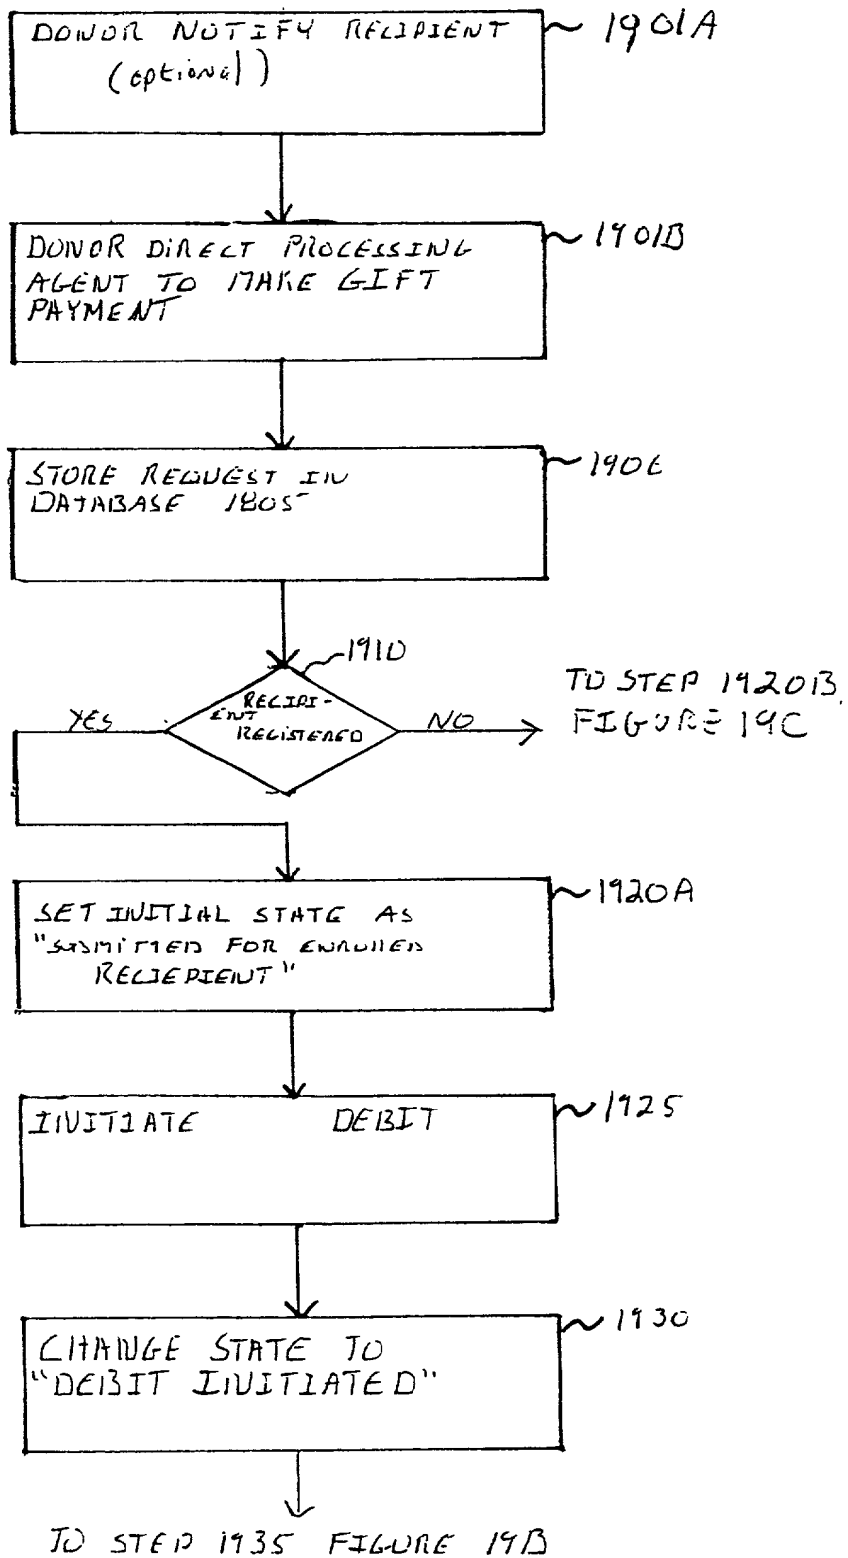 DONOR NOTIFY RECIPIENT
(optional)
1901A
DONOR DIRECT PROCESSING
AGENT TO MAKE GIFT
PAYMENT
1901B
STORE REQUEST IN
DATABASE 1805
1910
RECIPI-
ENT
REGISTERED
YES
NO
TO STEP 1920B,
FIGURE 19C
SET INITIAL STATE AS
"SUBMITTED FOR ENROLLED
RECIEPIENT"
1920A
INITIATE DEBIT
1925
CHANGE STATE TO
"DEBIT INITIATED"
1930
TO STEP 1935 FIGURE 19B